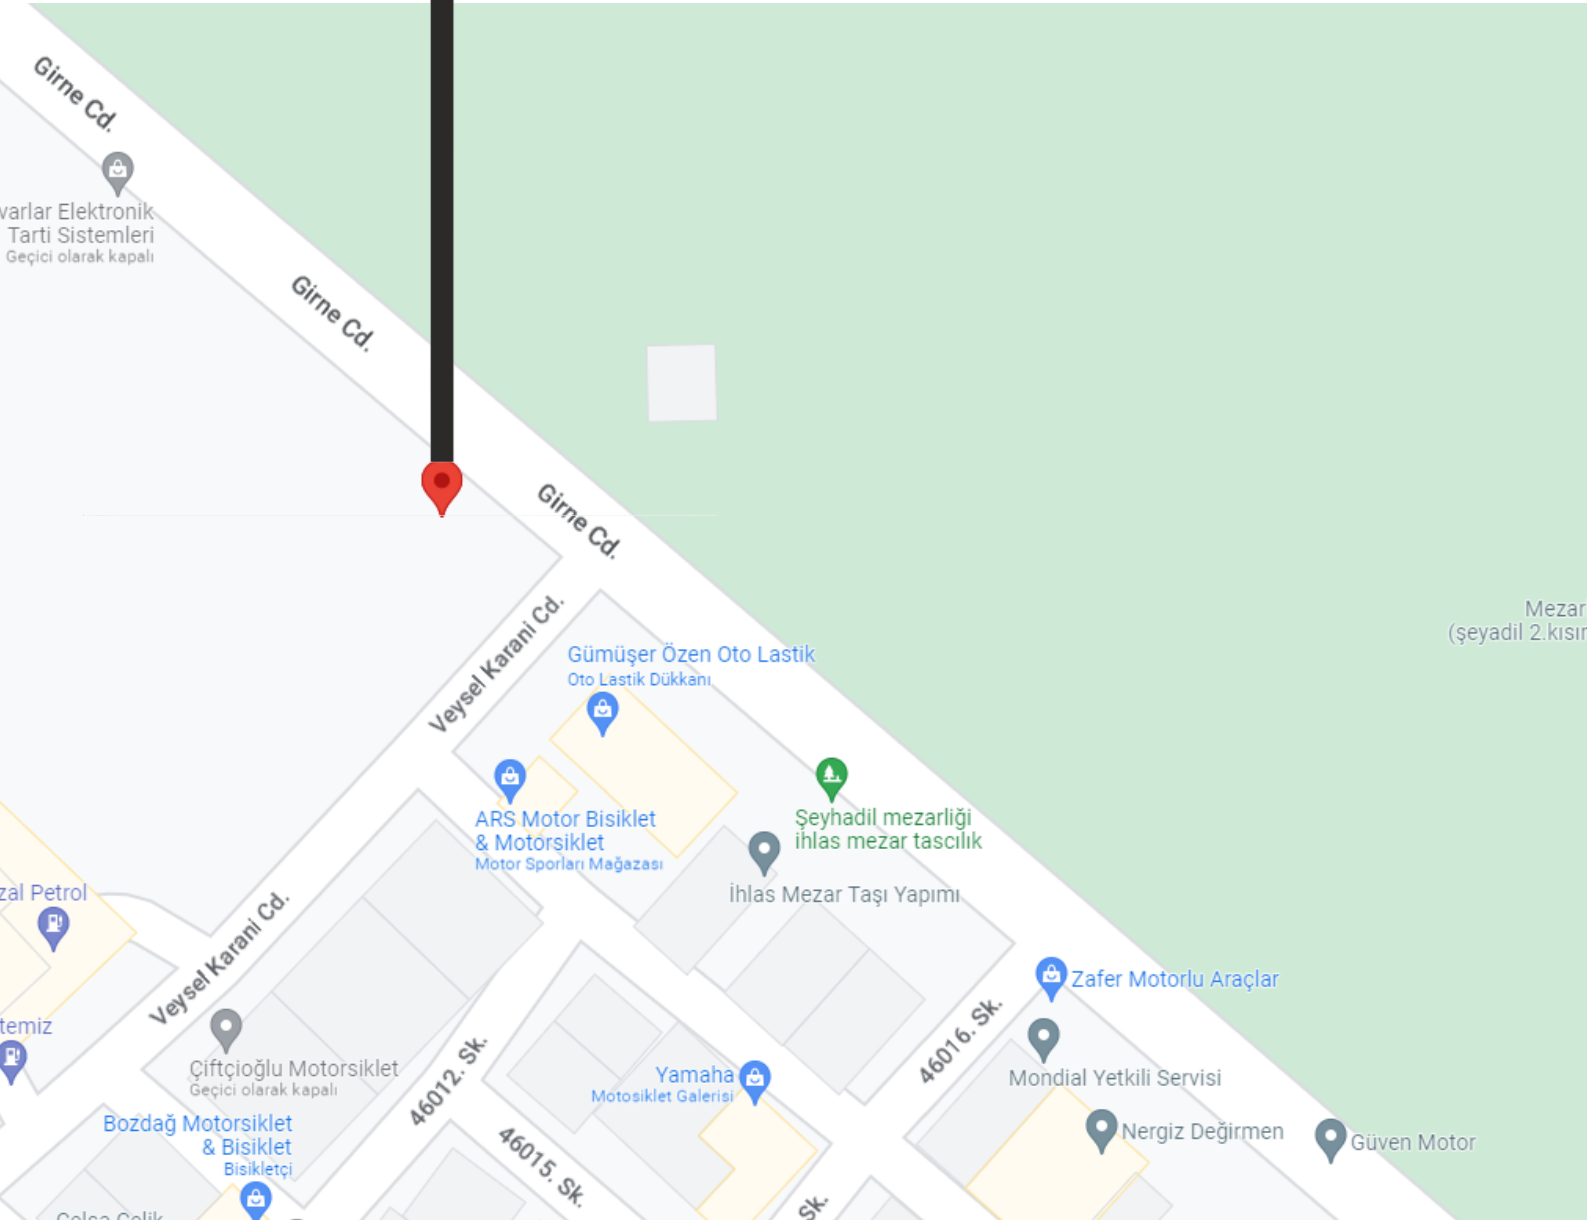 Girne Cd.
varlar Elektronik
Tarti Sistemleri
Geçici olarak kapalı
Girne Cd.
Girne Cd.
Veysel Karani Cd.
Mezar
(şeyadil 2.kısır
Gümüşer Özen Oto Lastik
Oto Lastik Dükkanı
ARS Motor Bisiklet
& Motorsiklet
Motor Sporları Mağazası
Şeyhadil mezarliği
ihlas mezar tascılık
İhlas Mezar Taşı Yapımı
zal Petrol
Veysel Karani Cd.
Zafer Motorlu Araçlar
46016. Sk.
temiz
Çiftçioğlu Motorsiklet
Geçici olarak kapalı
46012. Sk.
Yamaha
Motosiklet Galerisi
Mondial Yetkili Servisi
Bozdağ Motorsiklet
& Bisiklet
Bisikletçi
46015. Sk.
Nergiz Değirmen
Güven Motor
Sk.